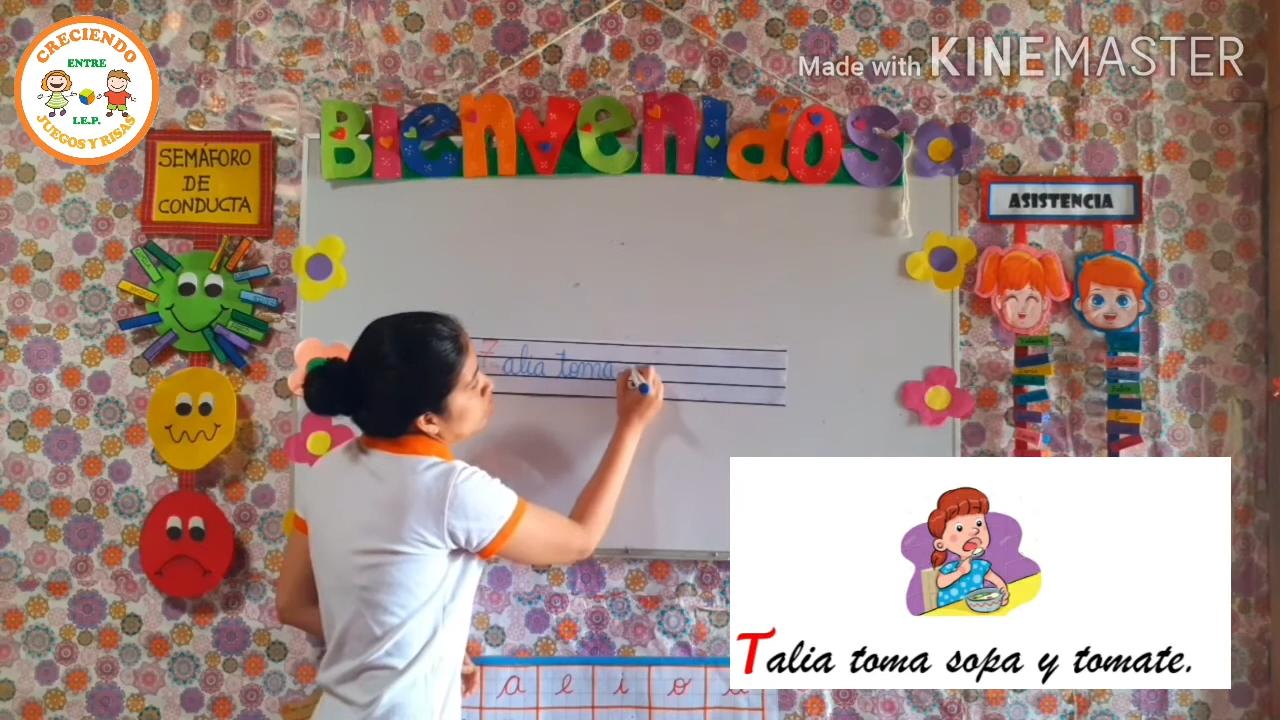 CRECIENDO
ENTRE
I.E.P.
JUEGOS Y RISAS
Made with KINEMASTER
Bienvenidos
SEMÁFORO
DE
CONDUCTA
ASISTENCIA
Talia toma
Talia toma sopa y tomate.
a e i o u